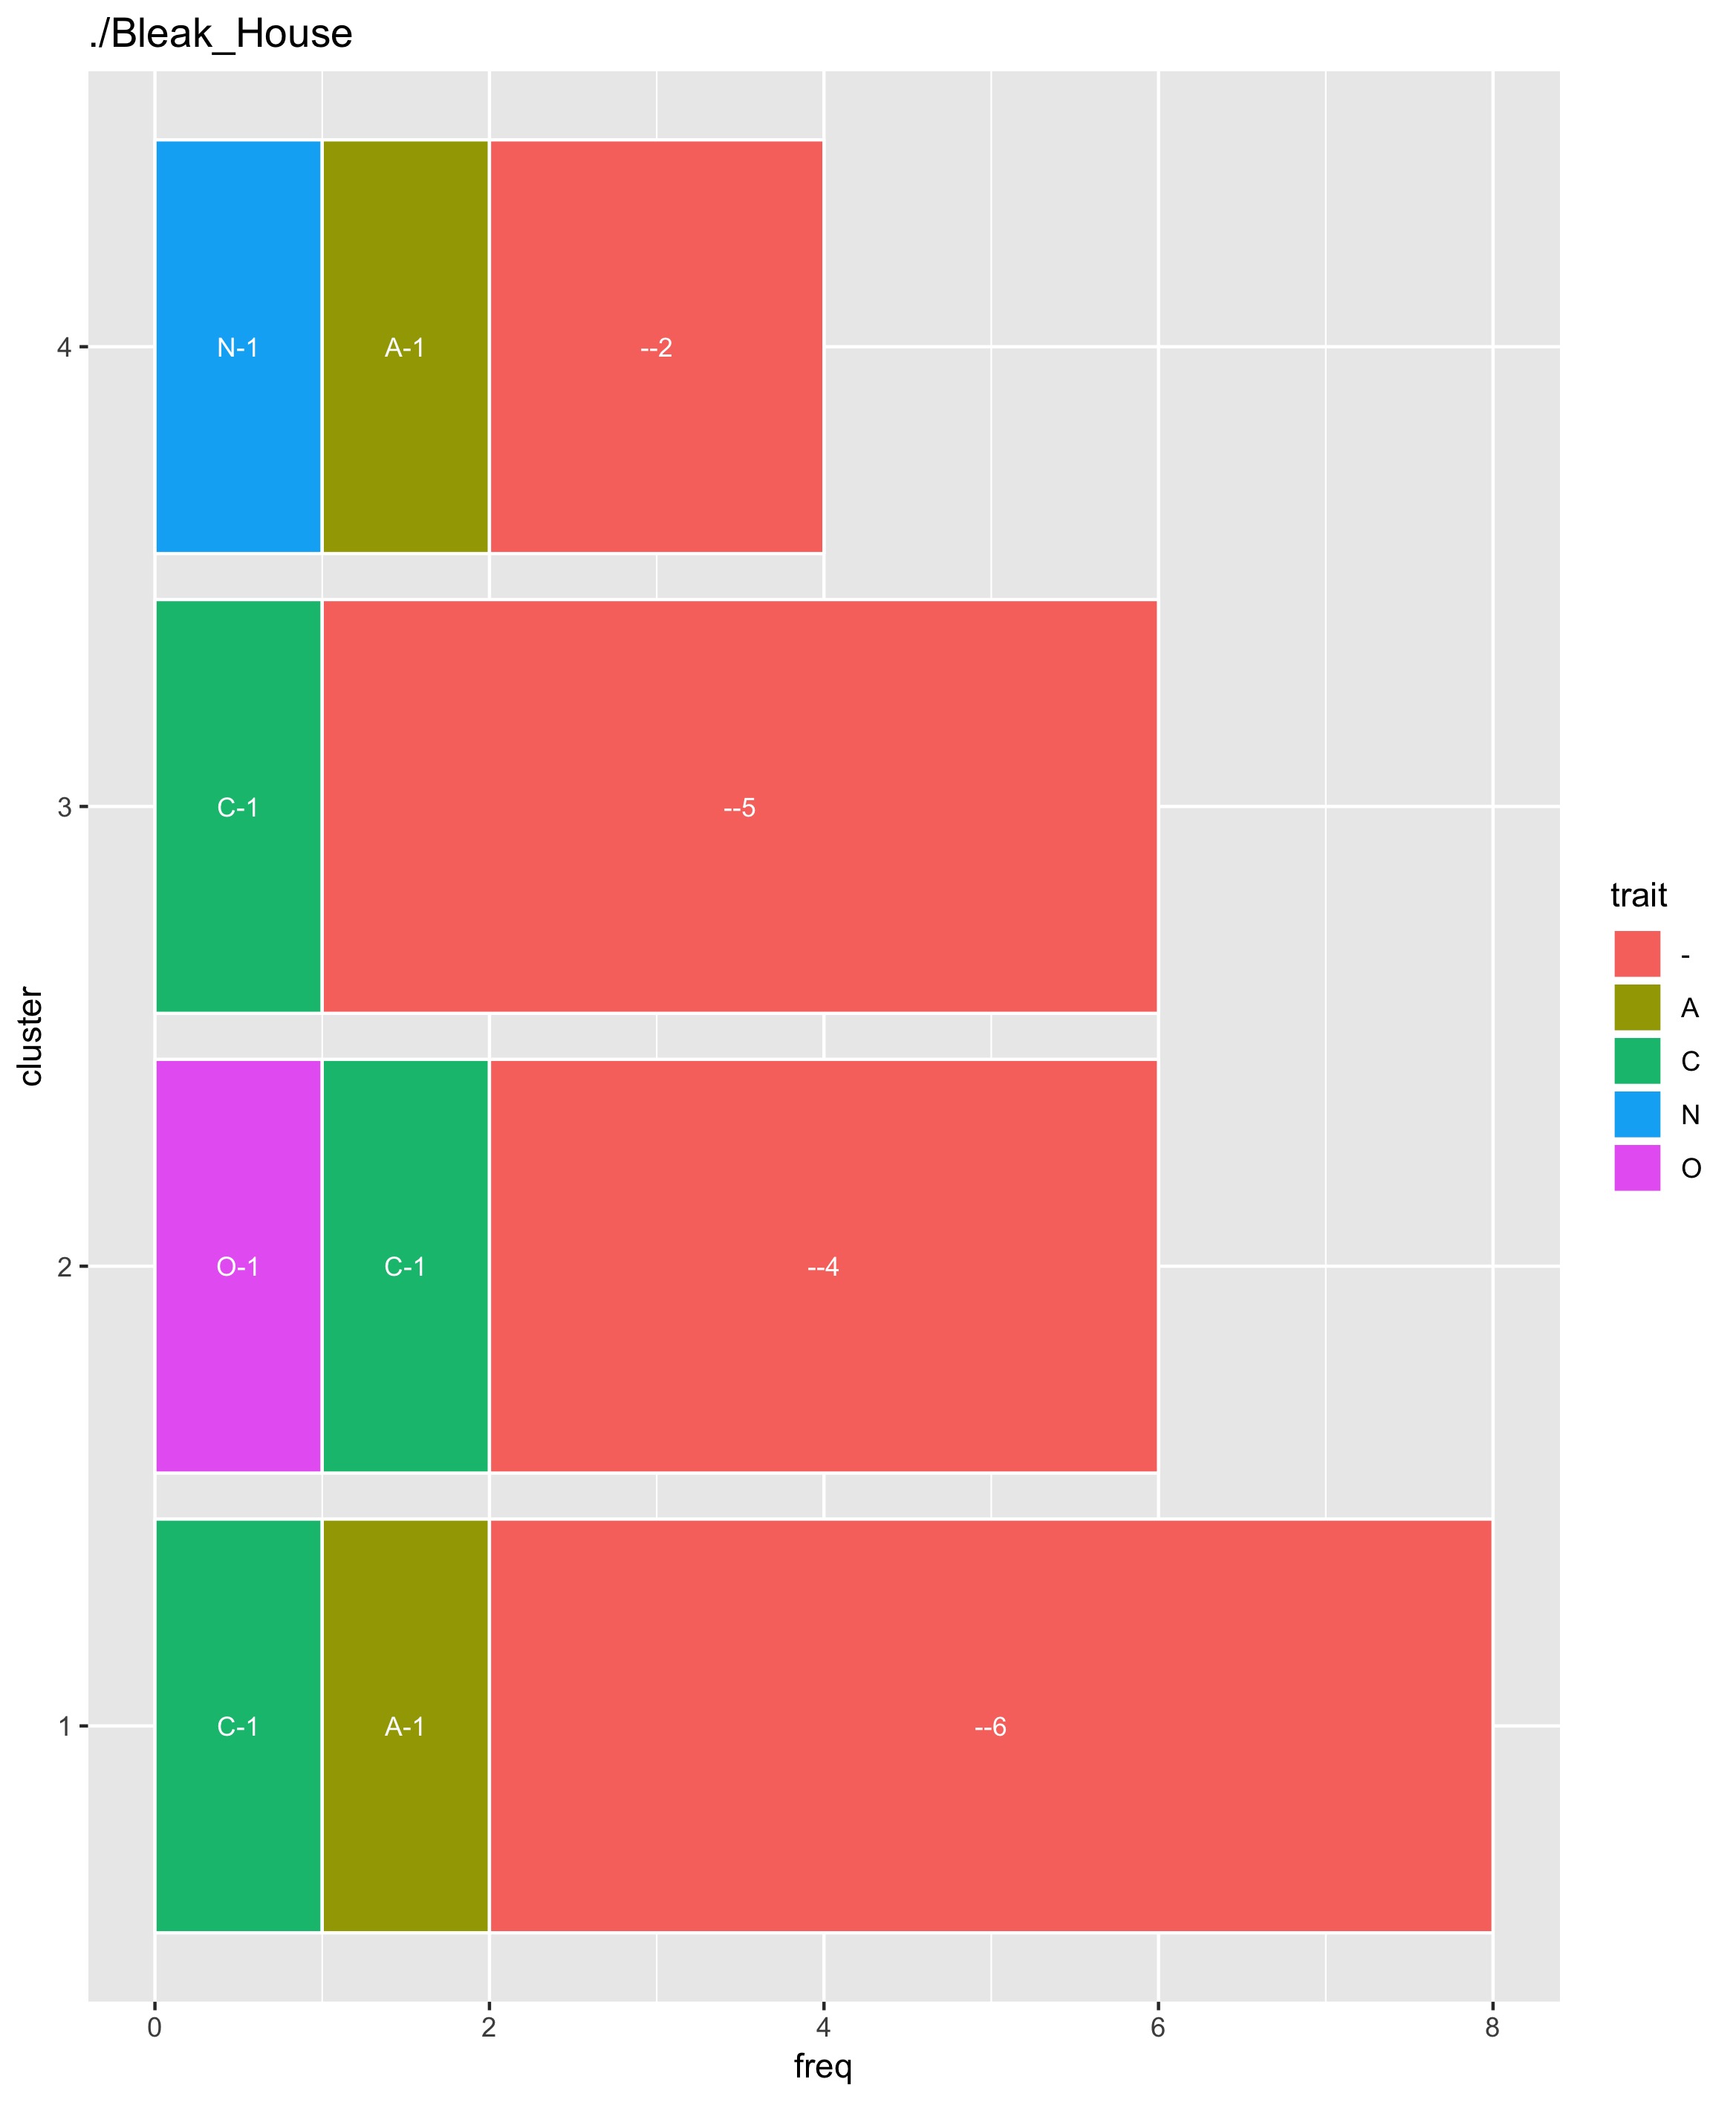 ./Bleak_House
4
N-1
A-1
--2
3
C-1
--5
cluster
2
O-1
C-1
--4
1
C-1
A-1
--6
0
2
4
6
8
freq
trait
-
A
C
N
O